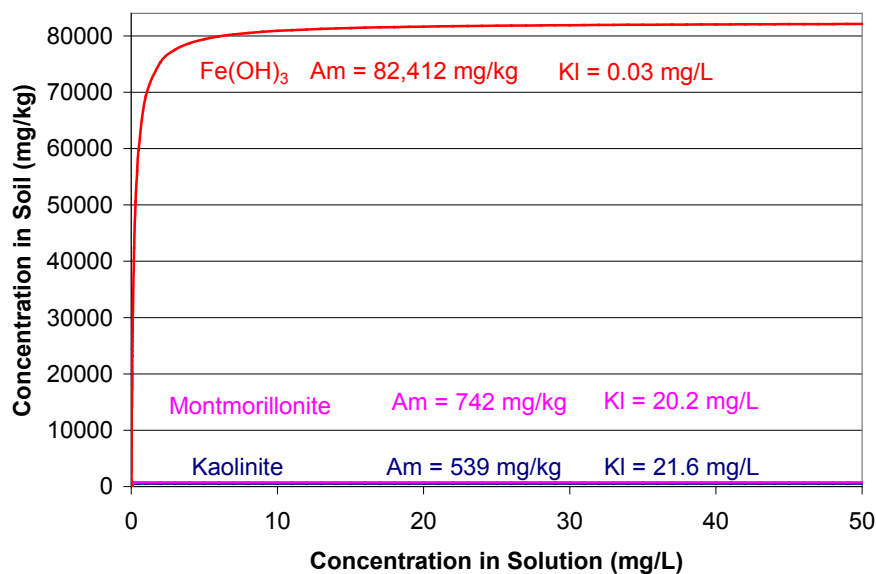 80000
Fe(OH)₃ Am = 82,412 mg/kg Kl = 0.03 mg/L
70000
60000
50000
40000
30000
20000
Montmorillonite Am = 742 mg/kg Kl = 20.2 mg/L
10000
Kaolinite Am = 539 mg/kg Kl = 21.6 mg/L
0
0 10 20 30 40 50
Concentration in Solution (mg/L)
Concentration in Soil (mg/kg)